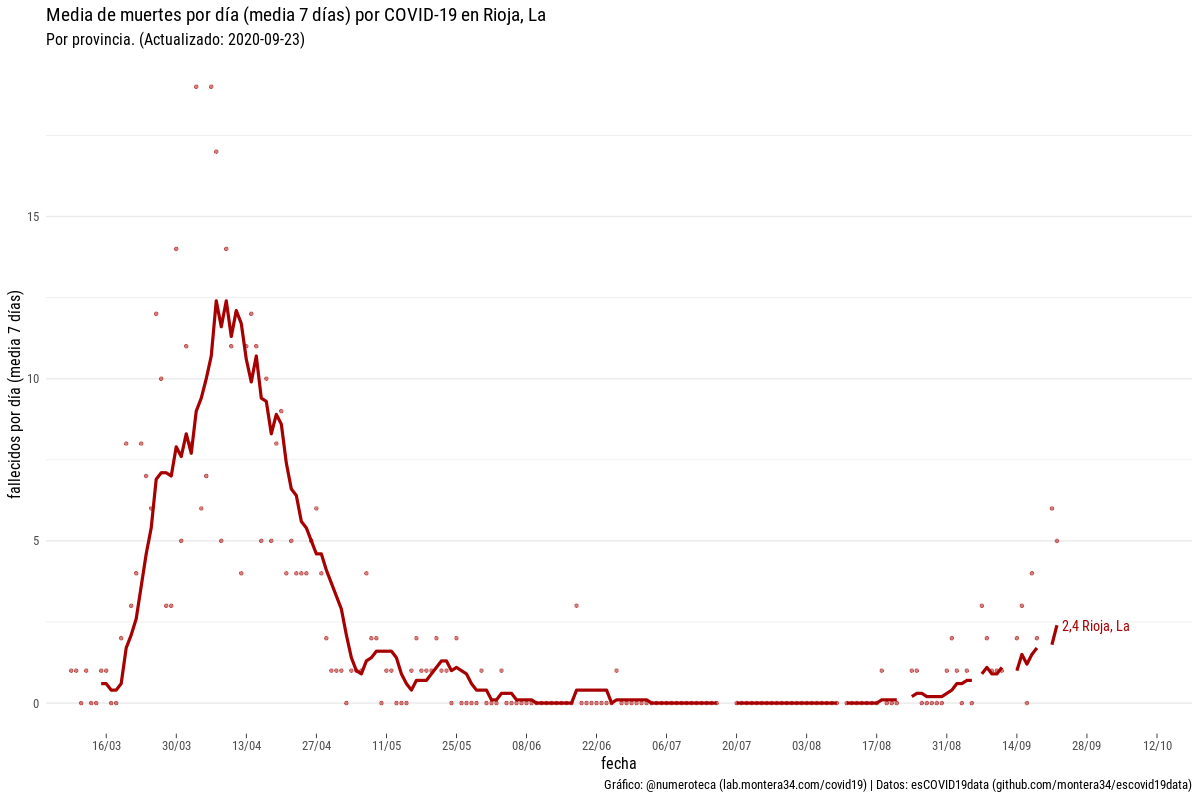 Media de muertes por día (media 7 días) por COVID-19 en Rioja, La
Por provincia. (Actualizado: 2020-09-23)
fallecidos por día (media 7 días)
15
10
5
0
2,4 Rioja, La
16/03 30/03 13/04 27/04 11/05 25/05 08/06 22/06 06/07 20/07 03/08 17/08 31/08 14/09 28/09 12/10
fecha
Gráfico: @numeroteca (lab.montera34.com/covid19) | Datos: esCOVID19data (github.com/montera34/escovid19data)